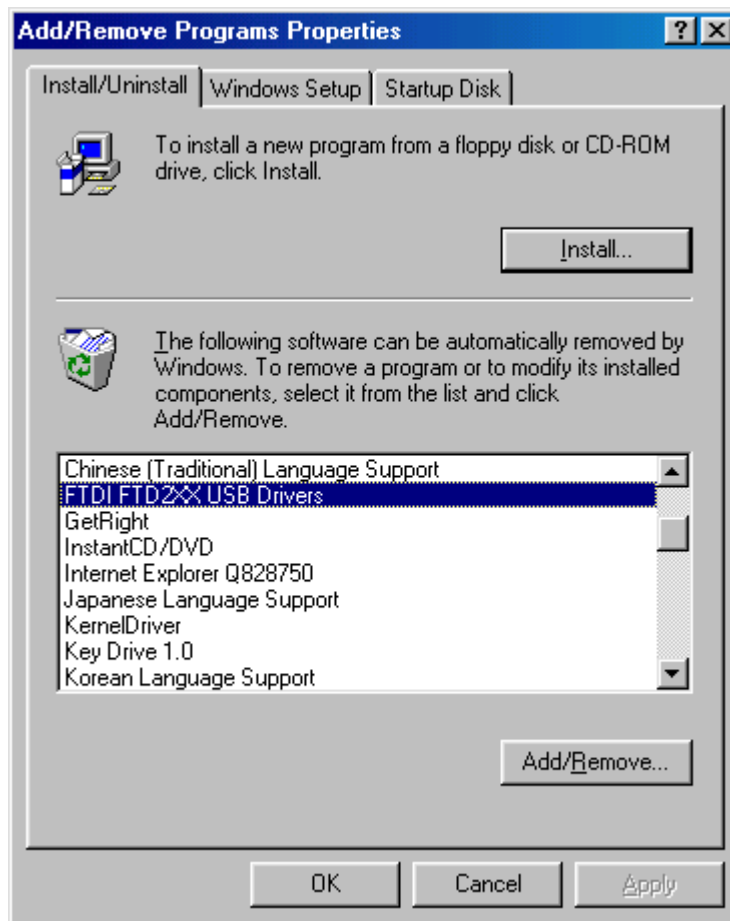 Add/Remove Programs Properties
Install/Uninstall
Windows Setup
Startup Disk
To install a new program from a floppy disk or CD-ROM
drive, click Install.
Install...
The following software can be automatically removed by
Windows. To remove a program or to modify its installed
components, select it from the list and click
Add/Remove.
Chinese (Traditional) Language Support
FTDI FTD2XX USB Drivers
GetRight
InstantCD/DVD
Internet Explorer Q828750
Japanese Language Support
KernelDriver
Key Drive 1.0
Korean Language Support
Add/Remove...
OK
Cancel
Apply